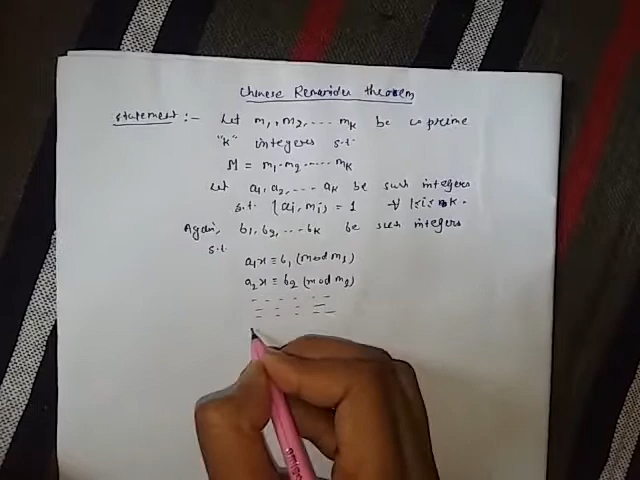 Chinese Remainder theorem
Statement :- Let m₁, m₂, .... mₖ be co prime
"k" integers s.t.
M = m₁·m₂····· mₖ
Let a₁, a₂, ... aₖ be such integers
s.t. (aᵢ, mᵢ) = 1 ∀ 1≤i≤k.
Again, b₁, b₂, ... bₖ be such integers
s.t.
a₁x ≡ b₁ (mod m₁)
a₂x ≡ b₂ (mod m₂)